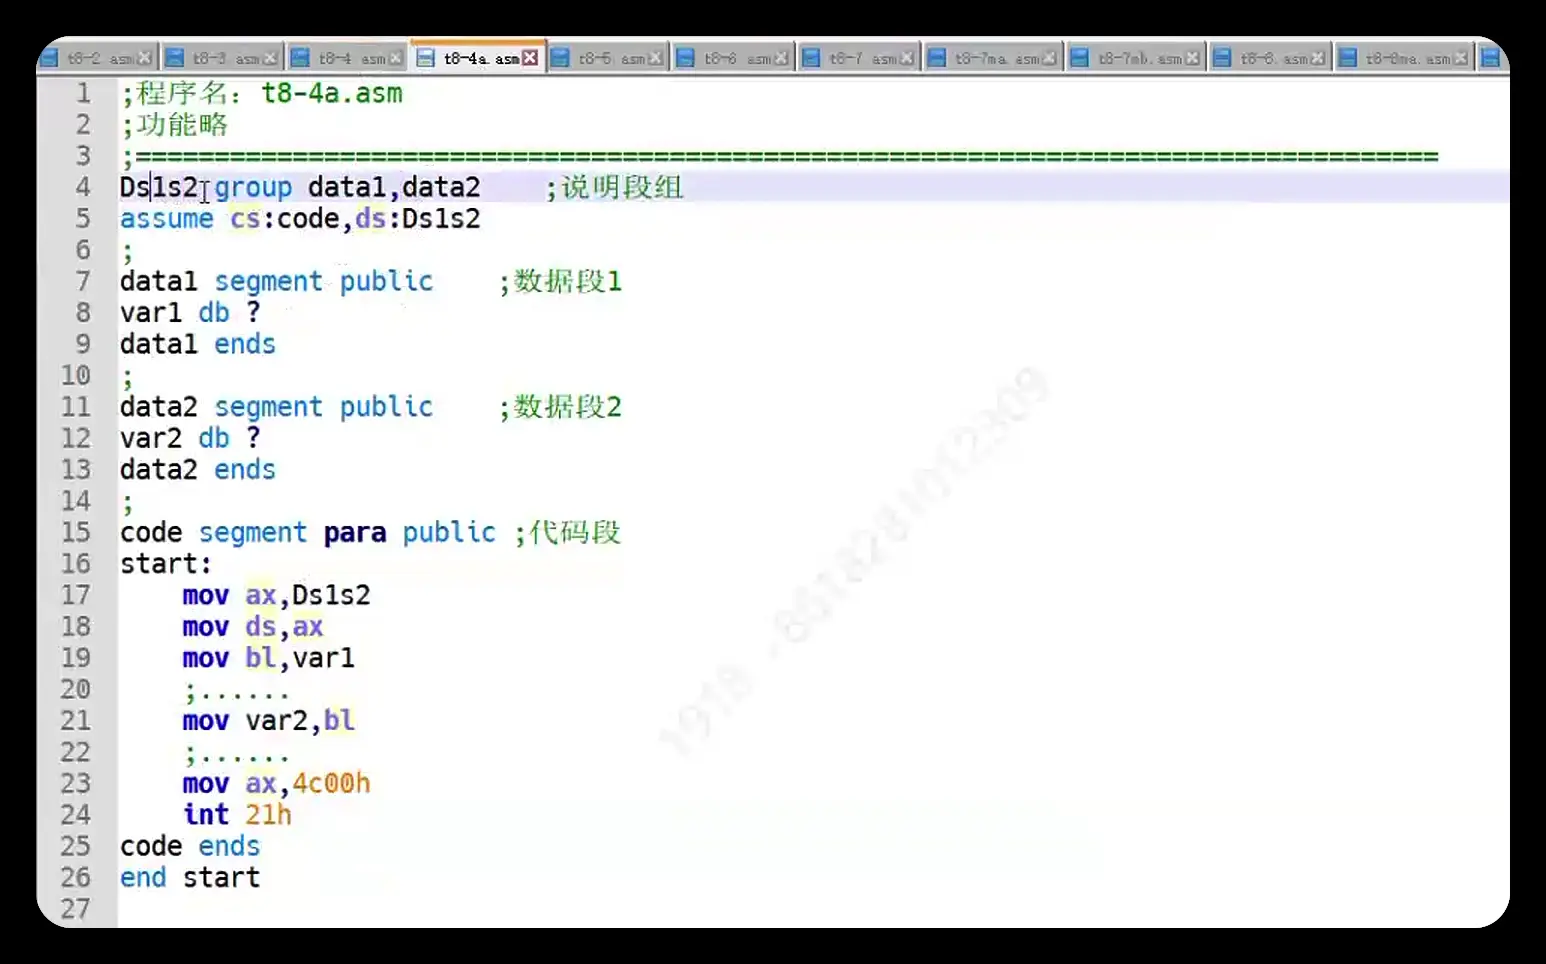 t8-2.asm t8-3.asm t8-4.asm t8-4a.asm t8-5.asm t8-6.asm t8-7.asm t8-7ma.asm t8-7mb.asm t8-8.asm t8-8ma.asm
1 ;程序名：t8-4a.asm
2 ;功能略
3 ;===================================================================================
4 Ds1s2 group data1,data2 ;说明段组
5 assume cs:code,ds:Ds1s2
6 ;
7 data1 segment public ;数据段1
8 var1 db ?
9 data1 ends
10 ;
11 data2 segment public ;数据段2
12 var2 db ?
13 data2 ends
14 ;
15 code segment para public ;代码段
16 start:
17 mov ax,Ds1s2
18 mov ds,ax
19 mov bl,var1
20 ;......
21 mov var2,bl
22 ;......
23 mov ax,4c00h
24 int 21h
25 code ends
26 end start
27